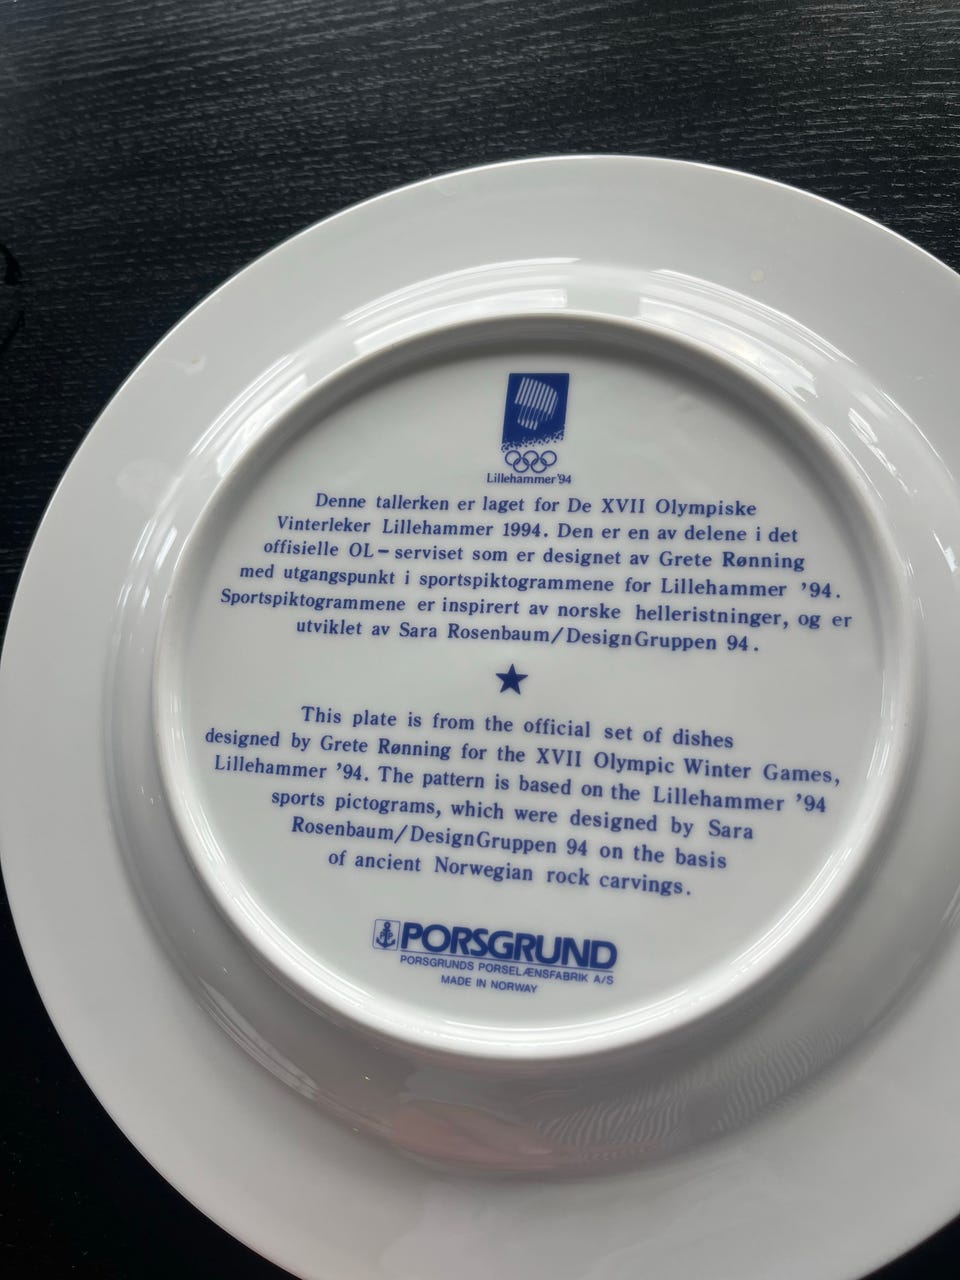 Lillehammer '94
Denne tallerken er laget for De XVII Olympiske
Vinterleker Lillehammer 1994. Den er en av delene i det
offisielle OL-serviset som er designet av Grete Rønning
med utgangspunkt i sportspiktogrammene for Lillehammer '94.
Sportspiktogrammene er inspirert av norske helleristninger, og er
utviklet av Sara Rosenbaum/DesignGruppen 94.
This plate is from the official set of dishes
designed by Grete Rønning for the XVII Olympic Winter Games,
Lillehammer '94. The pattern is based on the Lillehammer '94
sports pictograms, which were designed by Sara
Rosenbaum/DesignGruppen 94 on the basis
of ancient Norwegian rock carvings.
PP PORSGRUND
PORSGRUNDS PORSELÆNSFABRIK A/S
MADE IN NORWAY